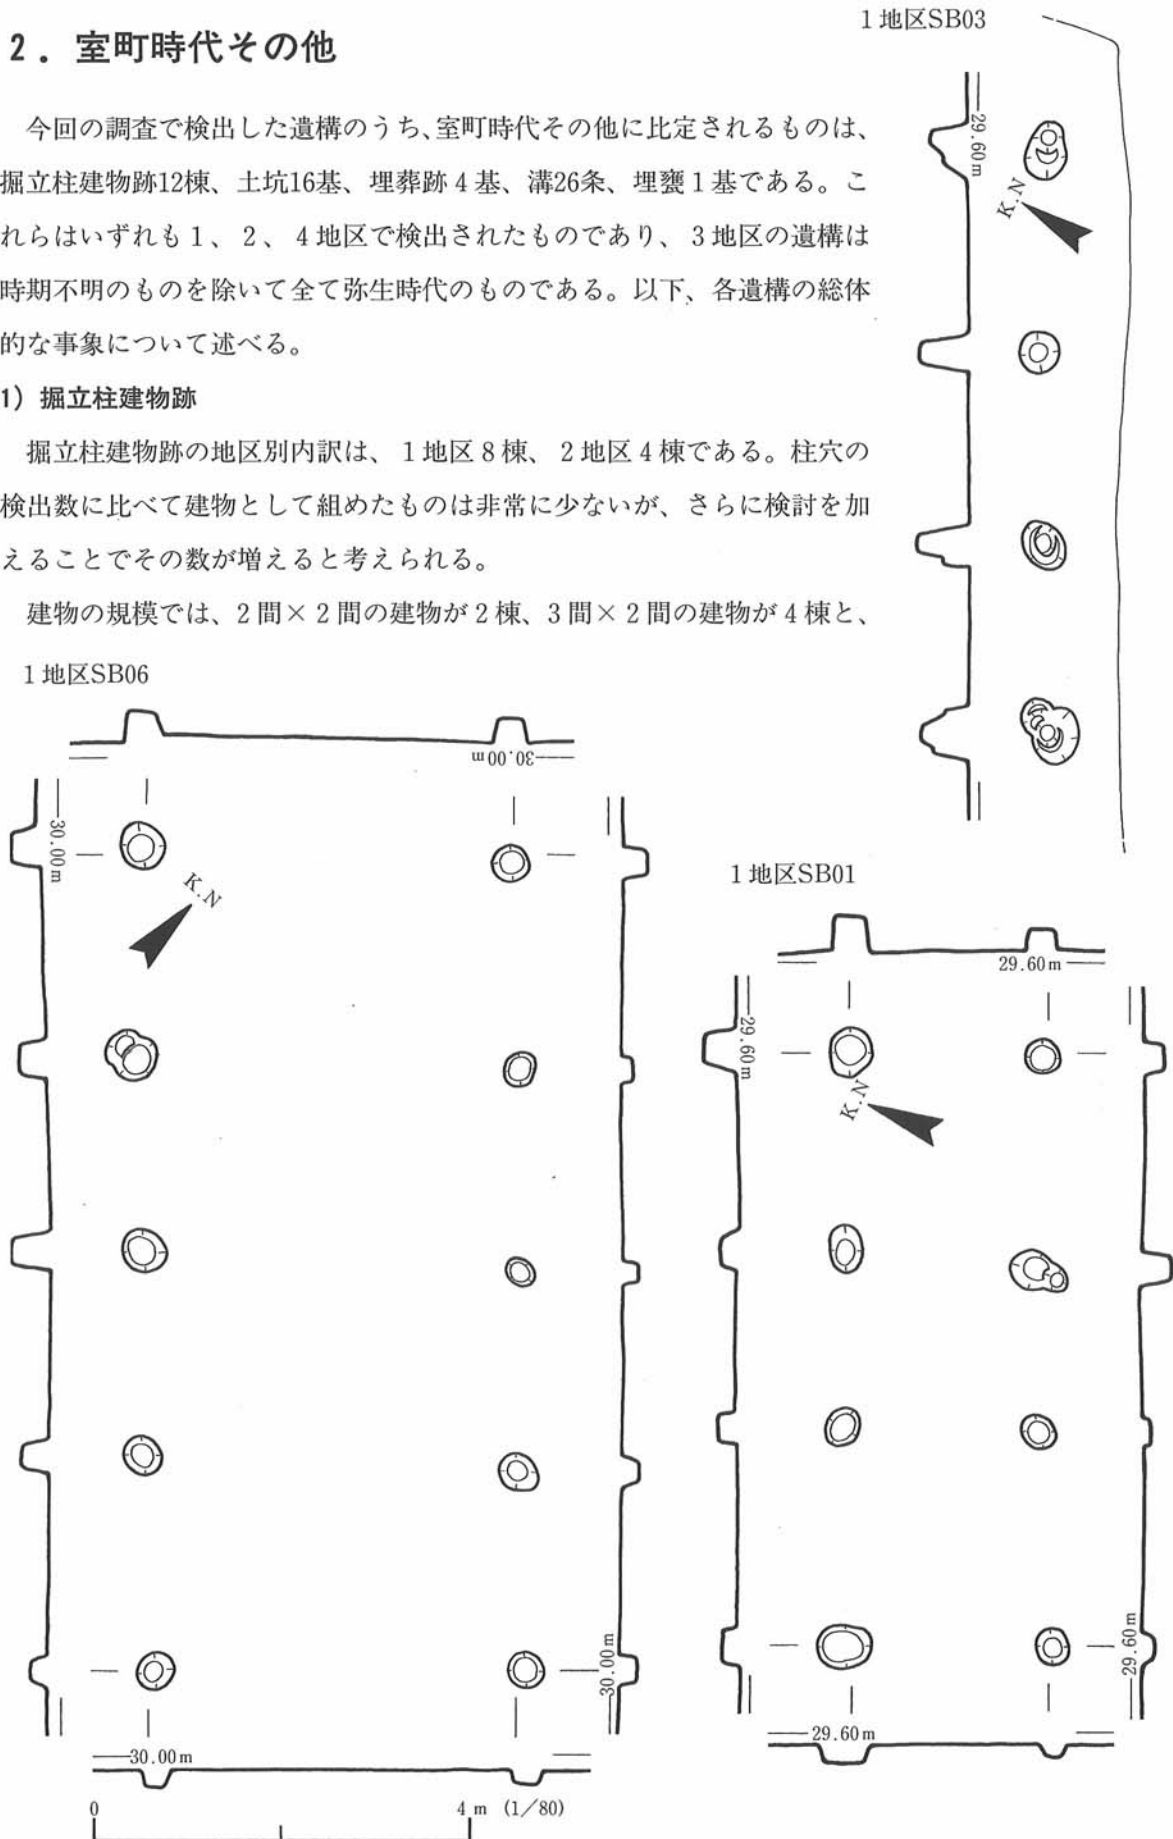 2．室町時代その他
今回の調査で検出した遺構のうち、室町時代その他に比定されるものは、
掘立柱建物跡12棟、土坑16基、埋葬跡4基、溝26条、埋甕1基である。こ
れらはいずれも1、2、4地区で検出されたものであり、3地区の遺構は
時期不明のものを除いて全て弥生時代のものである。以下、各遺構の総体
的な事象について述べる。
1）掘立柱建物跡
掘立柱建物跡の地区別内訳は、1地区8棟、2地区4棟である。柱穴の
検出数に比べて建物として組めたものは非常に少ないが、さらに検討を加
えることでその数が増えると考えられる。
建物の規模では、2間×2間の建物が2棟、3間×2間の建物が4棟と、
1地区SB03
29.60m
K.N
1地区SB06
30.00m
30.00m
K.N
30.00m
30.00m
0 4m (1/80)
1地区SB01
29.60m
29.60m
K.N
29.60m
29.60m